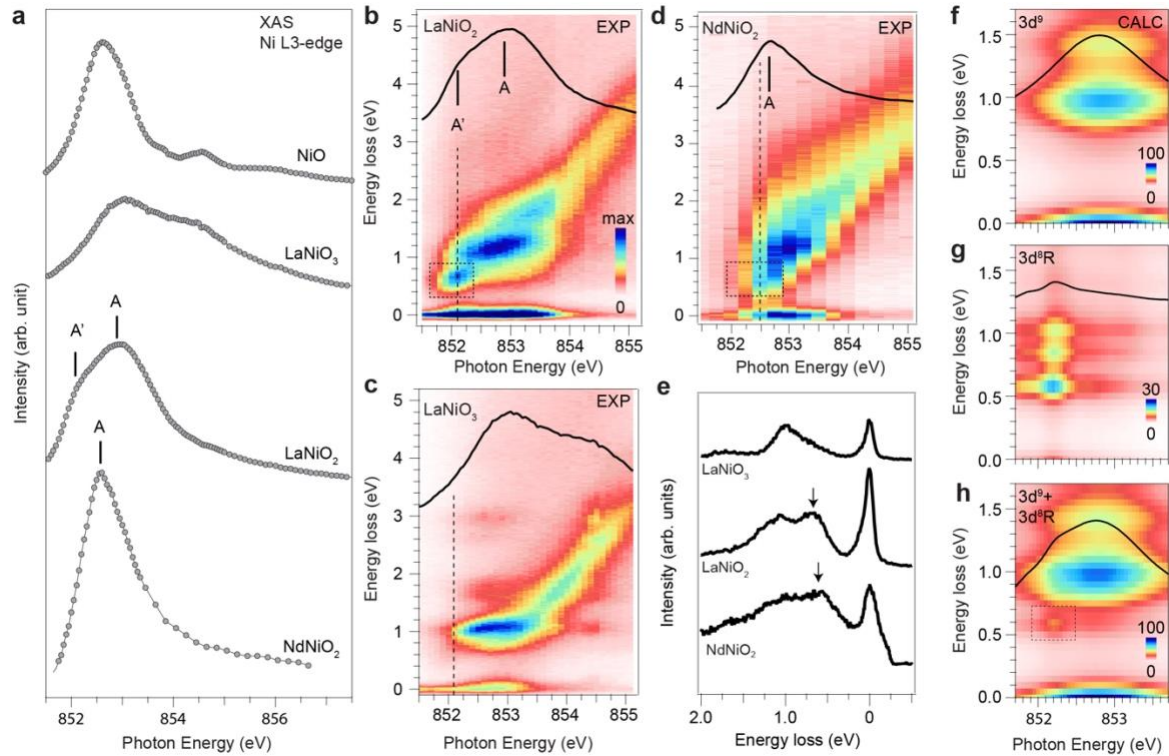 a
XAS
Ni L3-edge
NiO
LaNiO3
A' A
LaNiO2
A
NdNiO2
Intensity (arb. unit)
852 854 856
Photon Energy (eV)
b
LaNiO2 EXP
A' A
max
0
Energy loss (eV)
5
4
3
2
1
0
852 853 854 855
Photon Energy (eV)
c
LaNiO3 EXP
Energy loss (eV)
5
4
3
2
1
0
852 853 854 855
Photon Energy (eV)
d
NdNiO2 EXP
A
Energy loss (eV)
5
4
3
2
1
0
852 853 854 855
Photon Energy (eV)
e
LaNiO3
LaNiO2
NdNiO2
Intensity (arb. units)
2.0 1.0 0
Energy loss (eV)
f
3d⁹ CALC
Energy loss (eV)
1.5
1.0
0.5
0.0
100
0
g
3d⁸R
Energy loss (eV)
1.5
1.0
0.5
0.0
30
0
h
3d⁹+
3d⁸R
Energy loss (eV)
1.5
1.0
0.5
0.0
100
0
852 853
Photon Energy (eV)